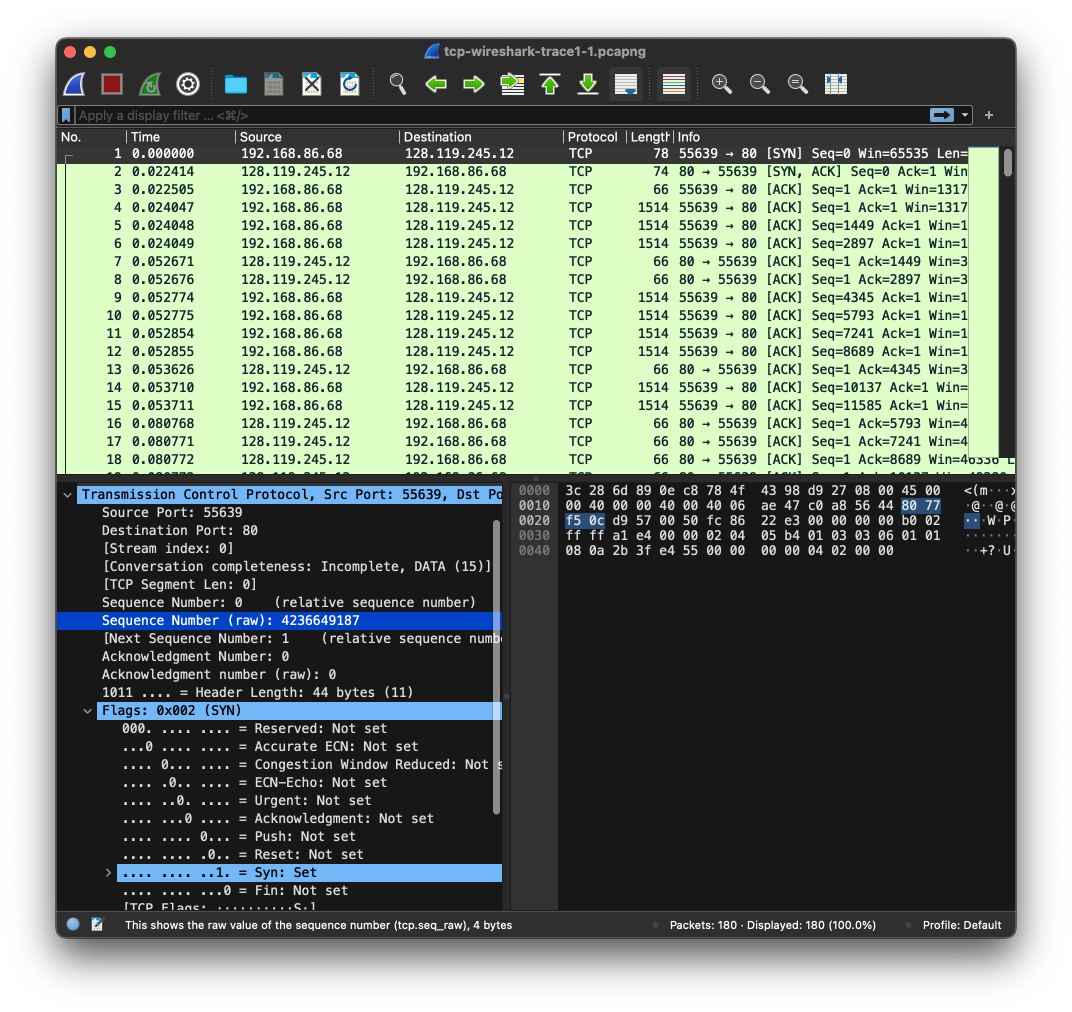 tcp-wireshark-trace1-1.pcapng
Apply a display filter ... <⌘/>
No. Time Source Destination Protocol Length Info
1 0.000000 192.168.86.68 128.119.245.12 TCP 78 55639 → 80 [SYN] Seq=0 Win=65535 Len=
2 0.022414 128.119.245.12 192.168.86.68 TCP 74 80 → 55639 [SYN, ACK] Seq=0 Ack=1 Win
3 0.022505 192.168.86.68 128.119.245.12 TCP 66 55639 → 80 [ACK] Seq=1 Ack=1 Win=1317
4 0.024047 192.168.86.68 128.119.245.12 TCP 1514 55639 → 80 [ACK] Seq=1 Ack=1 Win=1317
5 0.024048 192.168.86.68 128.119.245.12 TCP 1514 55639 → 80 [ACK] Seq=1449 Ack=1 Win=1
6 0.024049 192.168.86.68 128.119.245.12 TCP 1514 55639 → 80 [ACK] Seq=2897 Ack=1 Win=1
7 0.052671 128.119.245.12 192.168.86.68 TCP 66 80 → 55639 [ACK] Seq=1 Ack=1449 Win=3
8 0.052676 128.119.245.12 192.168.86.68 TCP 66 80 → 55639 [ACK] Seq=1 Ack=2897 Win=3
9 0.052774 192.168.86.68 128.119.245.12 TCP 1514 55639 → 80 [ACK] Seq=4345 Ack=1 Win=1
10 0.052775 192.168.86.68 128.119.245.12 TCP 1514 55639 → 80 [ACK] Seq=5793 Ack=1 Win=1
11 0.052854 192.168.86.68 128.119.245.12 TCP 1514 55639 → 80 [ACK] Seq=7241 Ack=1 Win=1
12 0.052855 192.168.86.68 128.119.245.12 TCP 1514 55639 → 80 [ACK] Seq=8689 Ack=1 Win=1
13 0.053626 128.119.245.12 192.168.86.68 TCP 66 80 → 55639 [ACK] Seq=1 Ack=4345 Win=3
14 0.053710 192.168.86.68 128.119.245.12 TCP 1514 55639 → 80 [ACK] Seq=10137 Ack=1 Win=
15 0.053711 192.168.86.68 128.119.245.12 TCP 1514 55639 → 80 [ACK] Seq=11585 Ack=1 Win=
16 0.080768 128.119.245.12 192.168.86.68 TCP 66 80 → 55639 [ACK] Seq=1 Ack=5793 Win=4
17 0.080771 128.119.245.12 192.168.86.68 TCP 66 80 → 55639 [ACK] Seq=1 Ack=7241 Win=4
18 0.080772 128.119.245.12 192.168.86.68 TCP 66 80 → 55639 [ACK] Seq=1 Ack=8689 Win=46336 L
Transmission Control Protocol, Src Port: 55639, Dst Po
Source Port: 55639
Destination Port: 80
[Stream index: 0]
[Conversation completeness: Incomplete, DATA (15)]
[TCP Segment Len: 0]
Sequence Number: 0 (relative sequence number)
Sequence Number (raw): 4236649187
[Next Sequence Number: 1 (relative sequence numbe
Acknowledgment Number: 0
Acknowledgment number (raw): 0
1011 .... = Header Length: 44 bytes (11)
Flags: 0x002 (SYN)
000. .... .... = Reserved: Not set
...0 .... .... = Accurate ECN: Not set
.... 0... .... = Congestion Window Reduced: Not s
.... .0.. .... = ECN-Echo: Not set
.... ..0. .... = Urgent: Not set
.... ...0 .... = Acknowledgment: Not set
.... .... 0... = Push: Not set
.... .... .0.. = Reset: Not set
.... .... ..1. = Syn: Set
.... .... ...0 = Fin: Not set
[TCP Flags: ··········S·]
0000 3c 28 6d 89 0e c8 78 4f 43 98 d9 27 08 00 45 00 <(m···x
0010 00 40 00 00 40 00 40 06 ae 47 c0 a8 56 44 80 77 ·@··@·@
0020 f5 0c d9 57 00 50 fc 86 22 e3 00 00 00 00 b0 02 ···W·P·
0030 ff ff a1 e4 00 00 02 04 05 b4 01 03 03 06 01 01 ·······
0040 08 0a 2b 3f e4 55 00 00 00 00 04 02 00 00 ··+?·U
This shows the raw value of the sequence number (tcp.seq_raw), 4 bytes
Packets: 180 · Displayed: 180 (100.0%)
Profile: Default